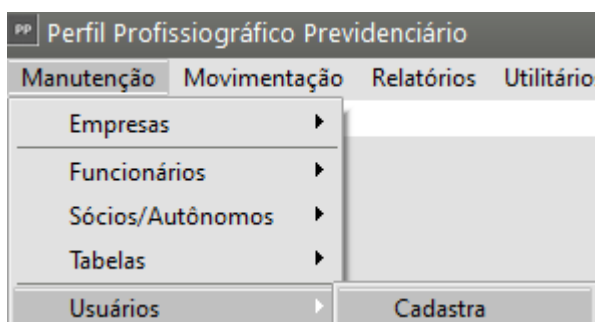 PP Perfil Profissiográfico Previdenciário
Manutenção Movimentação Relatórios Utilitário
Empresas
Funcionários
Sócios/Autônomos
Tabelas
Usuários Cadastra